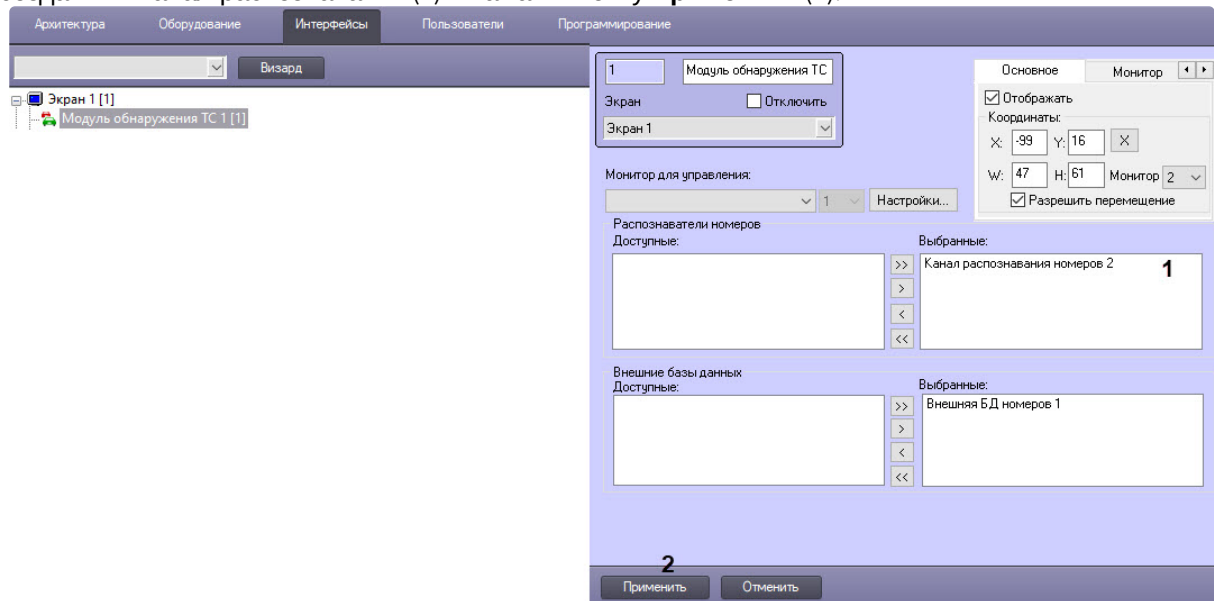 Архитектура Оборудование Интерфейсы Пользователи Программирование
Визард
Экран 1 [1]
Модуль обнаружения ТС 1 [1]
1 Модуль обнаружения ТС
Экран Отключить
Экран 1
Основное Монитор
Отображать
Координаты:
X: -99 Y: 16 X
W: 47 H: 61 Монитор 2
Разрешить перемещение
Монитор для управления:
1 Настройки...
Распознаватели номеров
Доступные: Выбранные:
>> Канал распознавания номеров 2 1
>
<
<<
Внешние базы данных
Доступные: Выбранные:
>> Внешняя БД номеров 1
>
<
<<
2
Применить Отменить